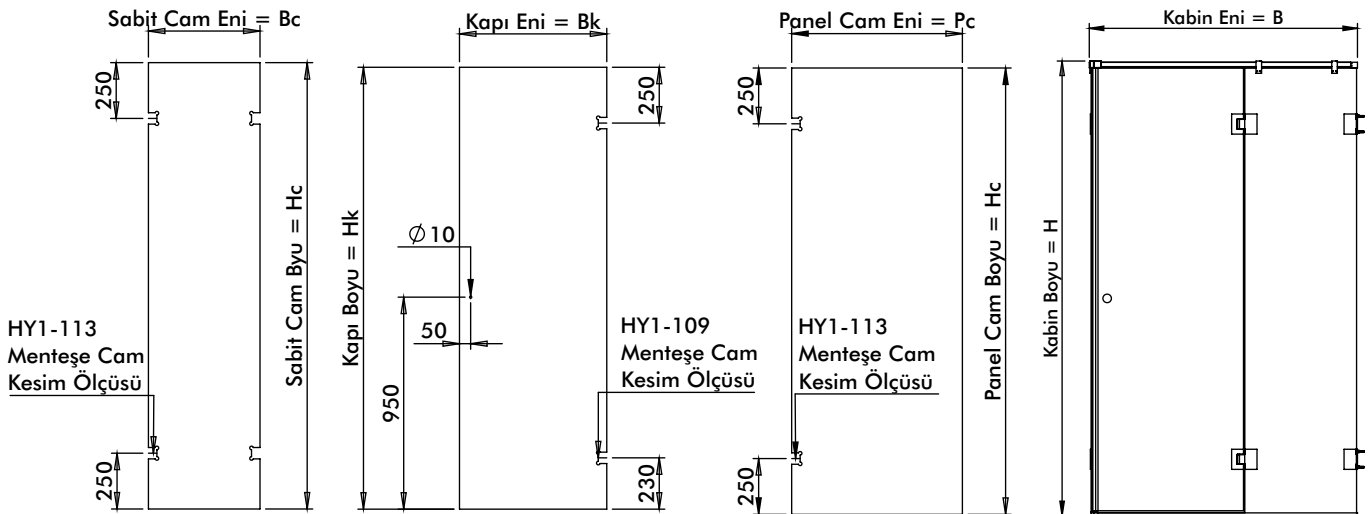 Sabit Cam Eni = Bc
250
Sabit Cam Byu = Hc
HY1-113
Menteşe Cam
Kesim Ölçüsü
250
Kapı Eni = Bk
250
Kapı Boyu = Hk
Ø 10
50
950
HY1-109
Menteşe Cam
Kesim Ölçüsü
230
Panel Cam Eni = Pc
250
HY1-113
Menteşe Cam
Kesim Ölçüsü
Panel Cam Boyu = Hc
250
Kabin Eni = B
Kabin Boyu = H